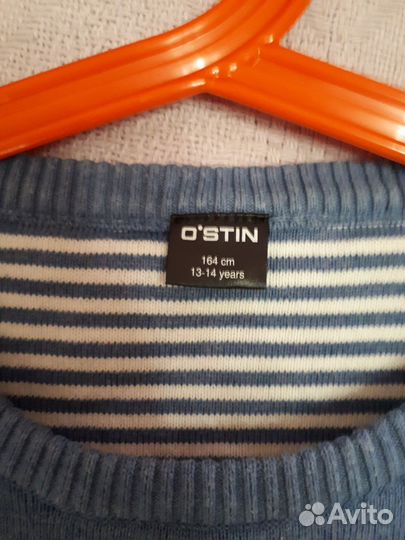 O'STIN
164 cm
13-14 years
Avito